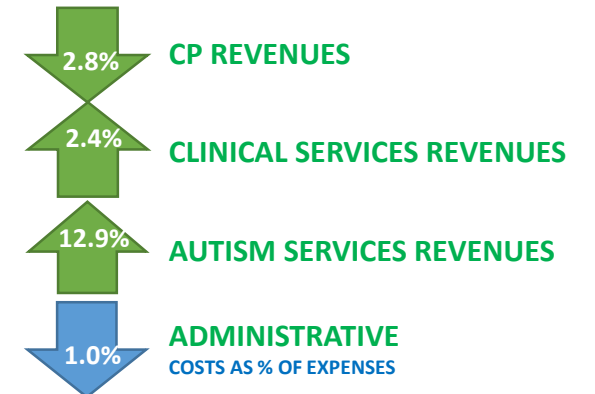 2.8% CP REVENUES
2.4% CLINICAL SERVICES REVENUES
12.9% AUTISM SERVICES REVENUES
1.0% ADMINISTRATIVE
COSTS AS % OF EXPENSES